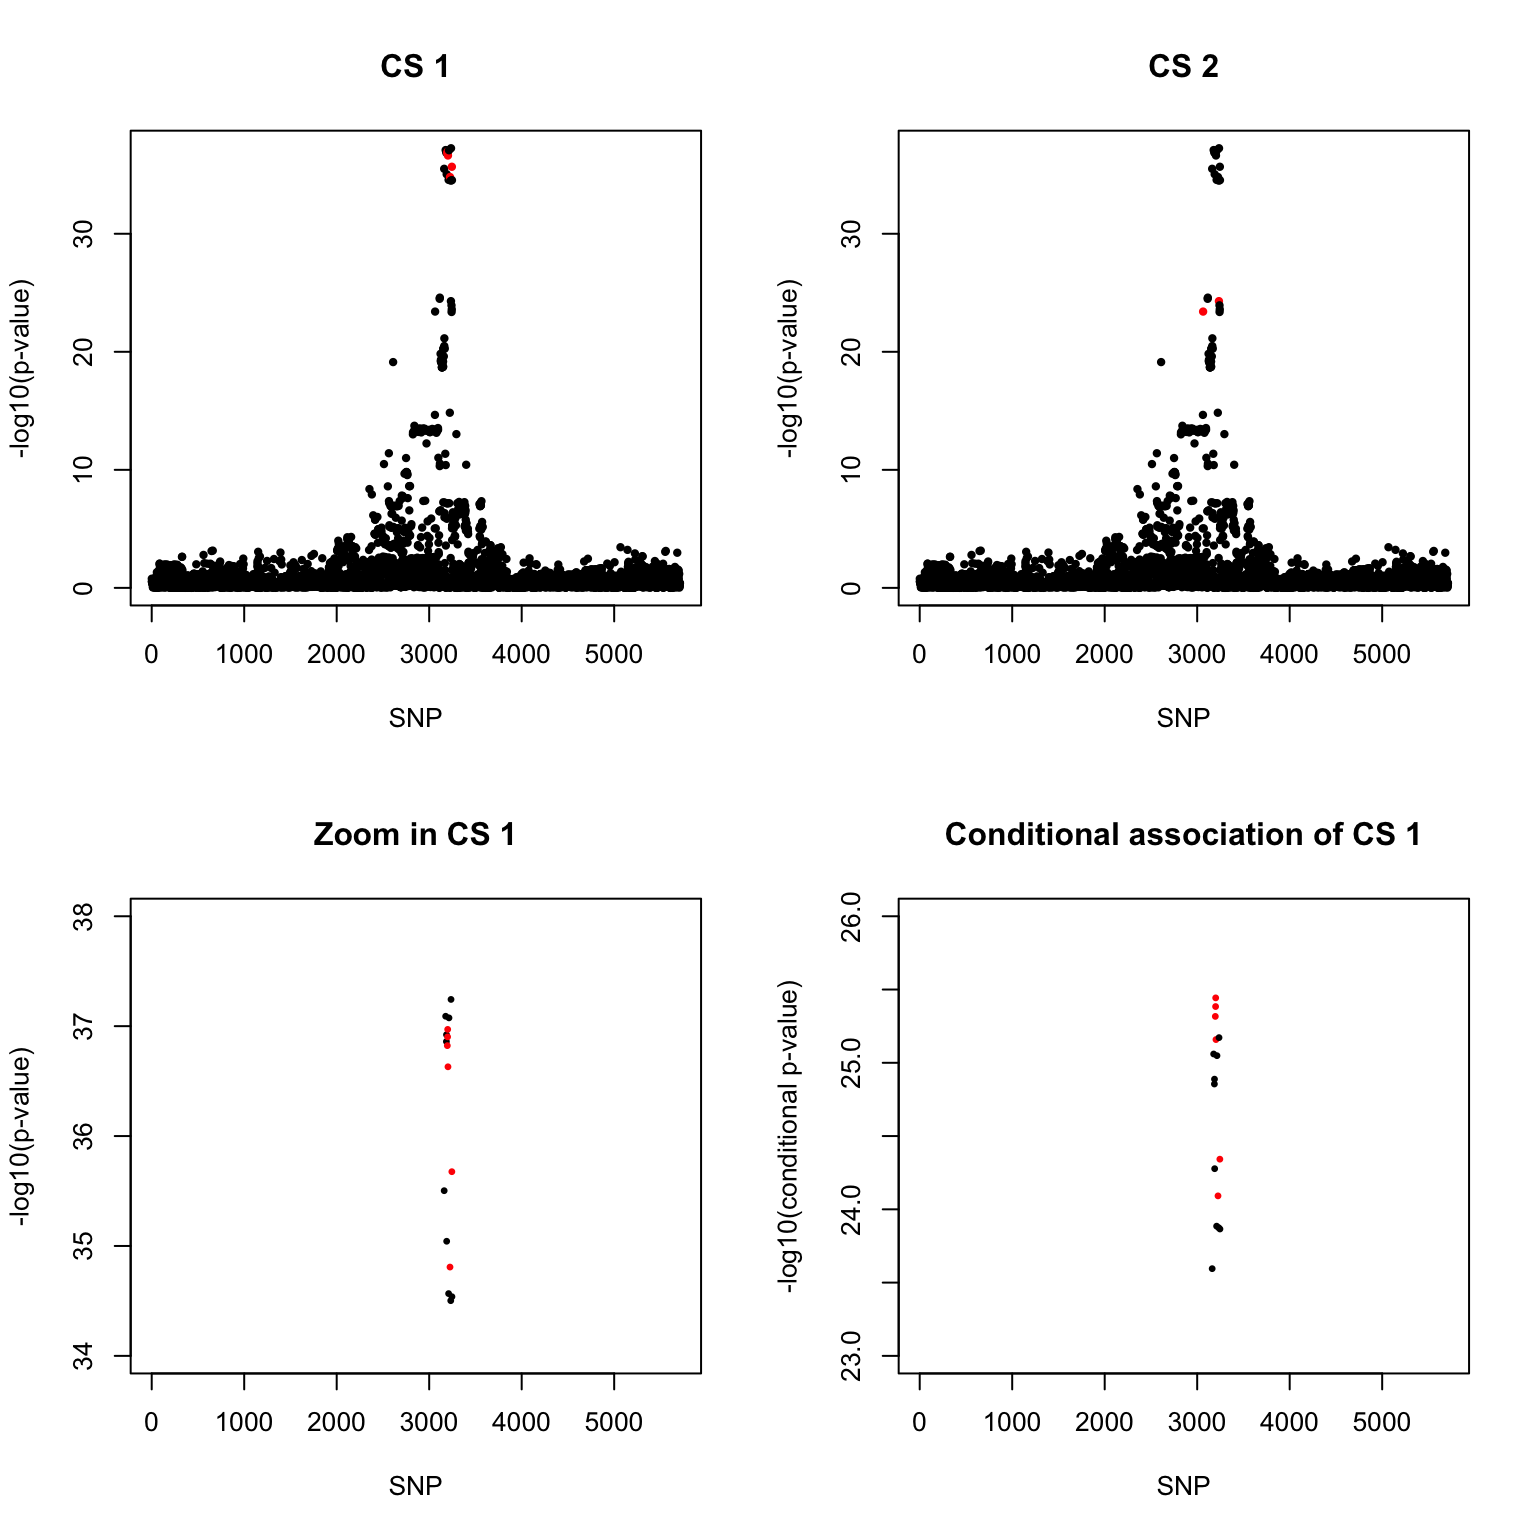 CS 1
-log10(p-value)
30
20
10
0
0 1000 2000 3000 4000 5000
SNP
CS 2
-log10(p-value)
30
20
10
0
0 1000 2000 3000 4000 5000
SNP
Zoom in CS 1
-log10(p-value)
38
37
36
35
34
0 1000 2000 3000 4000 5000
SNP
Conditional association of CS 1
-log10(conditional p-value)
26.0
25.0
24.0
23.0
0 1000 2000 3000 4000 5000
SNP